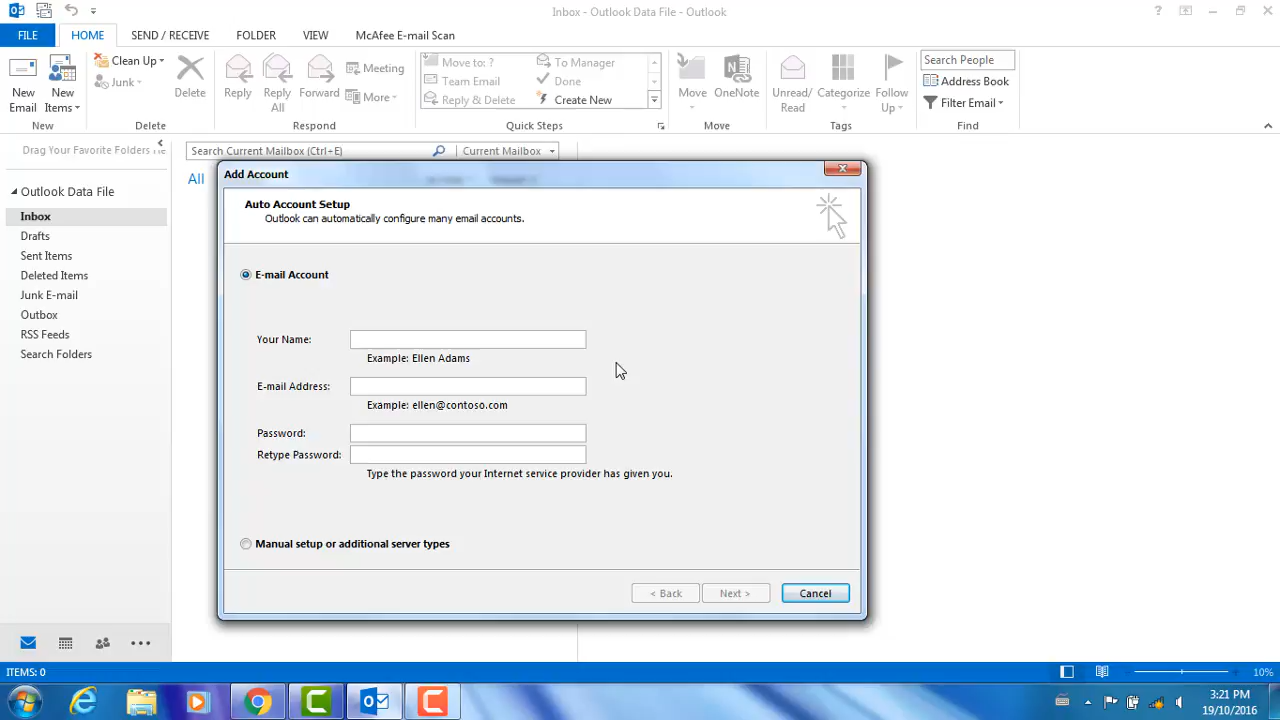 Inbox - Outlook Data File - Outlook
FILE HOME SEND / RECEIVE FOLDER VIEW McAfee E-mail Scan
New Email
New Items
Clean Up
Junk
Delete
Reply
Reply All
Forward
Meeting
More
Move to: ?
Team Email
Reply & Delete
To Manager
Done
Create New
Move
OneNote
Unread/ Read
Categorize
Follow Up
Search People
Address Book
Filter Email
New Delete Respond Quick Steps Move Tags Find
Drag Your Favorite Folders
Search Current Mailbox (Ctrl+E) Current Mailbox
All
Outlook Data File
Inbox
Drafts
Sent Items
Deleted Items
Junk E-mail
Outbox
RSS Feeds
Search Folders
Add Account
Auto Account Setup
Outlook can automatically configure many email accounts.
E-mail Account
Your Name:
Example: Ellen Adams
E-mail Address:
Example: ellen@contoso.com
Password:
Retype Password:
Type the password your Internet service provider has given you.
Manual setup or additional server types
< Back Next > Cancel
ITEMS: 0 10%
3:21 PM
19/10/2016